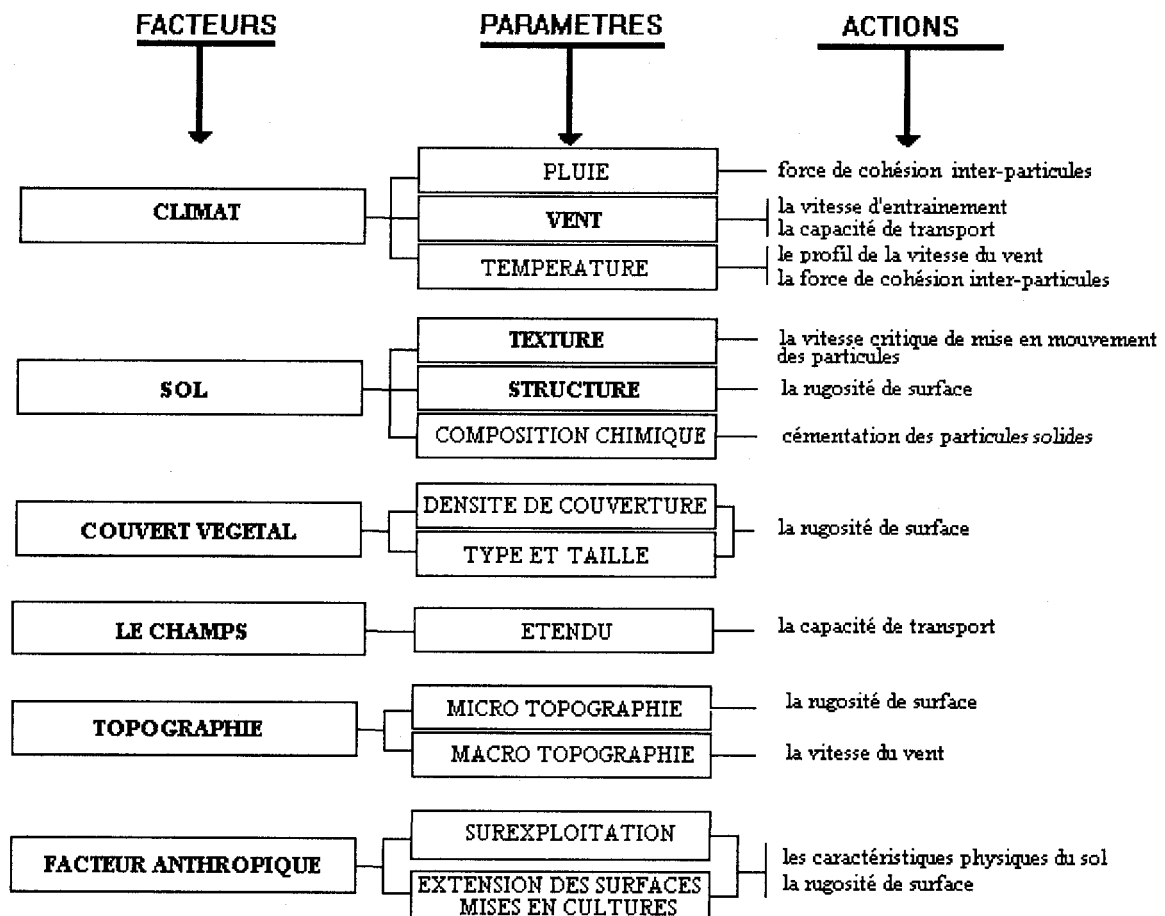 FACTEURS PARAMETRES ACTIONS
PLUIE force de cohésion inter-particules
CLIMAT VENT la vitesse d'entrainement
la capacité de transport
TEMPERATURE le profil de la vitesse du vent
la force de cohésion inter-particules
TEXTURE la vitesse critique de mise en mouvement
des particules
SOL STRUCTURE la rugosité de surface
COMPOSITION CHIMIQUE cémentation des particules solides
DENSITE DE COUVERTURE
COUVERT VEGETAL la rugosité de surface
TYPE ET TAILLE
LE CHAMPS ETENDU la capacité de transport
MICRO TOPOGRAPHIE la rugosité de surface
TOPOGRAPHIE
MACRO TOPOGRAPHIE la vitesse du vent
SUREXPLOITATION
FACTEUR ANTHROPIQUE les caractéristiques physiques du sol
la rugosité de surface
EXTENSION DES SURFACES
MISES EN CULTURES